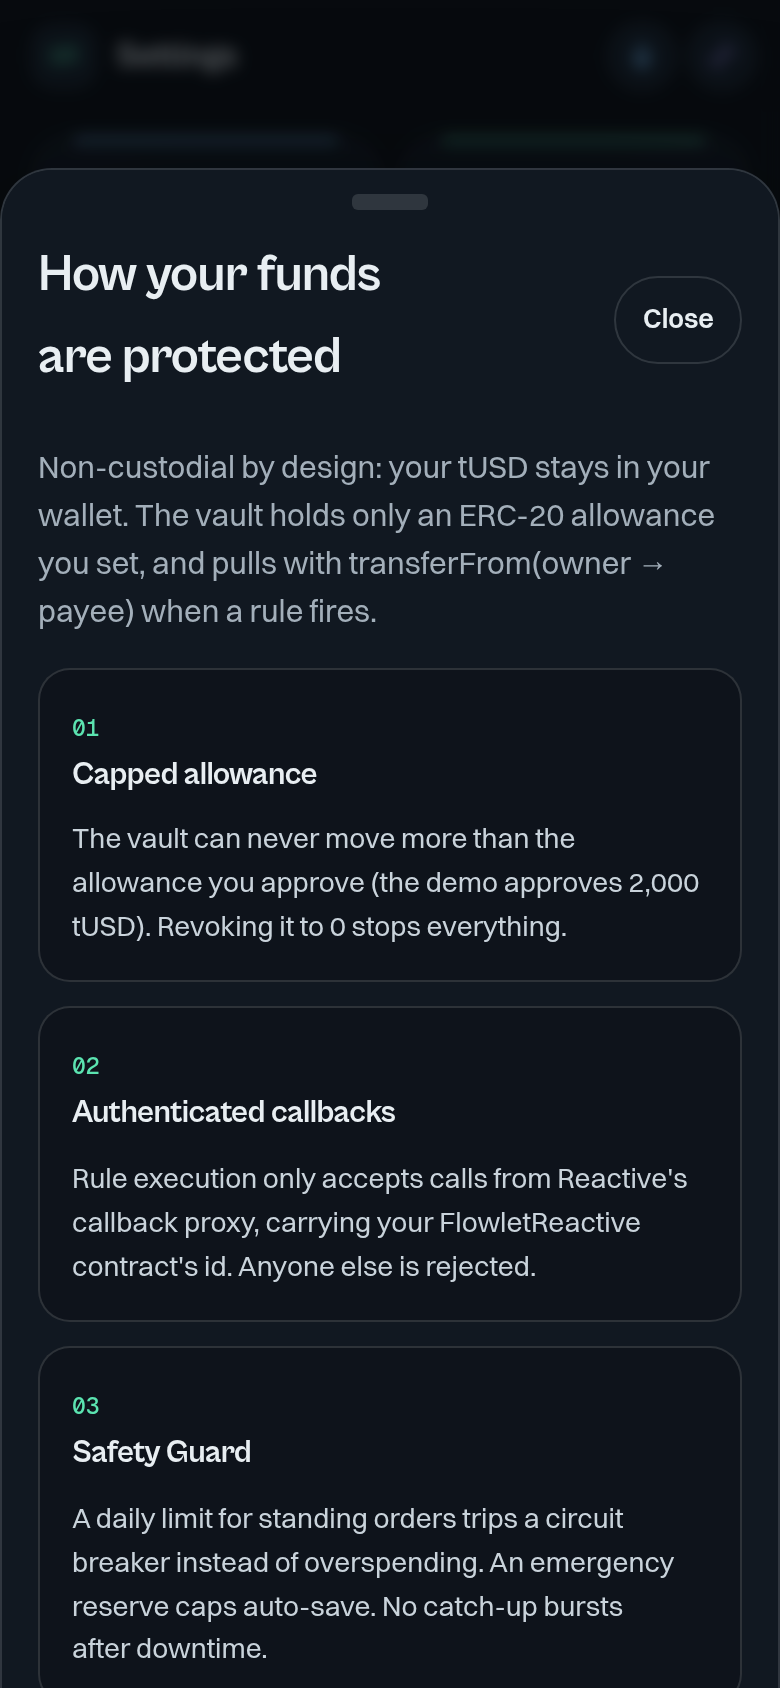 Settings
How your funds
are protected
Close
Non-custodial by design: your tUSD stays in your
wallet. The vault holds only an ERC-20 allowance
you set, and pulls with transferFrom(owner →
payee) when a rule fires.
01
Capped allowance
The vault can never move more than the
allowance you approve (the demo approves 2,000
tUSD). Revoking it to 0 stops everything.
02
Authenticated callbacks
Rule execution only accepts calls from Reactive's
callback proxy, carrying your FlowletReactive
contract's id. Anyone else is rejected.
03
Safety Guard
A daily limit for standing orders trips a circuit
breaker instead of overspending. An emergency
reserve caps auto-save. No catch-up bursts
after downtime.